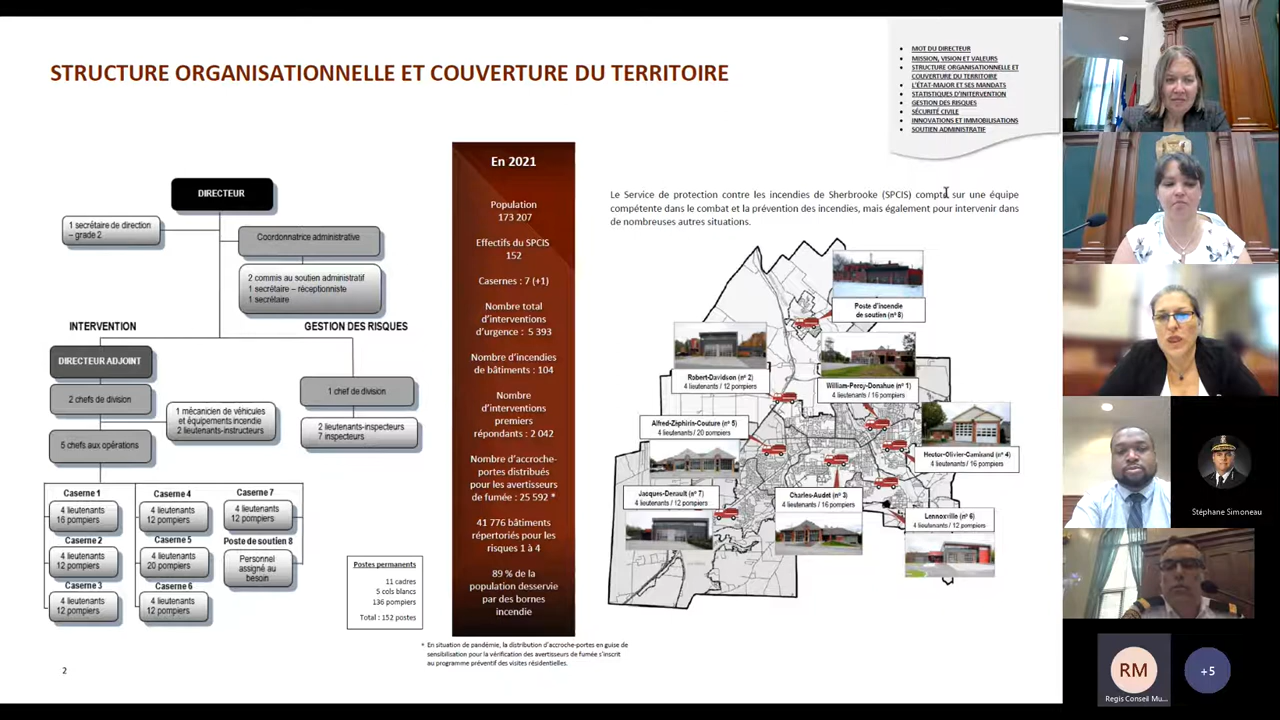 STRUCTURE ORGANISATIONNELLE ET COUVERTURE DU TERRITOIRE
• MOT DU DIRECTEUR
• MISSION, VISION ET VALEURS
• STRUCTURE ORGANISATIONNELLE ET
COUVERTURE DU TERRITOIRE
• L'ÉTAT-MAJOR ET SES MANDATS
• STATISTIQUES D'INITERVENTION
• GESTION DES RISQUES
• SÉCURITÉ CIVILE
• INNOVATIONS ET IMMOBILISATIONS
• SOUTIEN ADMINISTRATIF
DIRECTEUR
1 secrétaire de direction
– grade 2
Coordonnatrice administrative
2 commis au soutien administratif
1 secrétaire – réceptionniste
1 secrétaire
INTERVENTION
GESTION DES RISQUES
DIRECTEUR ADJOINT
2 chefs de division
1 mécanicien de véhicules
et équipements incendie
2 lieutenants-instructeurs
5 chefs aux opérations
1 chef de division
2 lieutenants-inspecteurs
7 inspecteurs
Caserne 1
4 lieutenants
16 pompiers
Caserne 2
4 lieutenants
12 pompiers
Caserne 3
4 lieutenants
12 pompiers
Caserne 4
4 lieutenants
12 pompiers
Caserne 5
4 lieutenants
20 pompiers
Caserne 6
4 lieutenants
12 pompiers
Caserne 7
4 lieutenants
12 pompiers
Poste de soutien 8
Personnel
assigné au
besoin
Postes permanents
11 cadres
5 cols blancs
136 pompiers
Total : 152 postes
En 2021
Population
173 207
Effectifs du SPCIS
152
Casernes : 7 (+1)
Nombre total
d'interventions
d'urgence : 5 393
Nombre d'incendies
de bâtiments : 104
Nombre
d'interventions
premiers
répondants : 2 042
Nombre d'accroche-
portes distribués
pour les avertisseurs
de fumée : 25 592 *
41 776 bâtiments
répertoriés pour les
risques 1 à 4
89 % de la
population desservie
par des bornes
incendie
* En situation de pandémie, la distribution d'accroche-portes en guise de
sensibilisation pour la vérification des avertisseurs de fumée s'inscrit
au programme préventif des visites résidentielles.
Le Service de protection contre les incendies de Sherbrooke (SPCIS) compte sur une équipe
compétente dans le combat et la prévention des incendies, mais également pour intervenir dans
de nombreuses autres situations.
Poste d'incendie
de soutien (nº 8)
Robert-Davidson (nº 2)
4 lieutenants / 12 pompiers
William-Percy-Donahue (nº 1)
4 lieutenants / 16 pompiers
Alfred-Zéphirin-Couture (nº 5)
4 lieutenants / 20 pompiers
Hector-Olivier-Camirand (nº 4)
4 lieutenants / 16 pompiers
Jacques-Denault (nº 7)
4 lieutenants / 12 pompiers
Charles-Audet (nº 3)
4 lieutenants / 16 pompiers
Lennoxville (nº 6)
4 lieutenants / 12 pompiers
2
Stéphane Simoneau
RM
Regis Conseil Mu...
+5